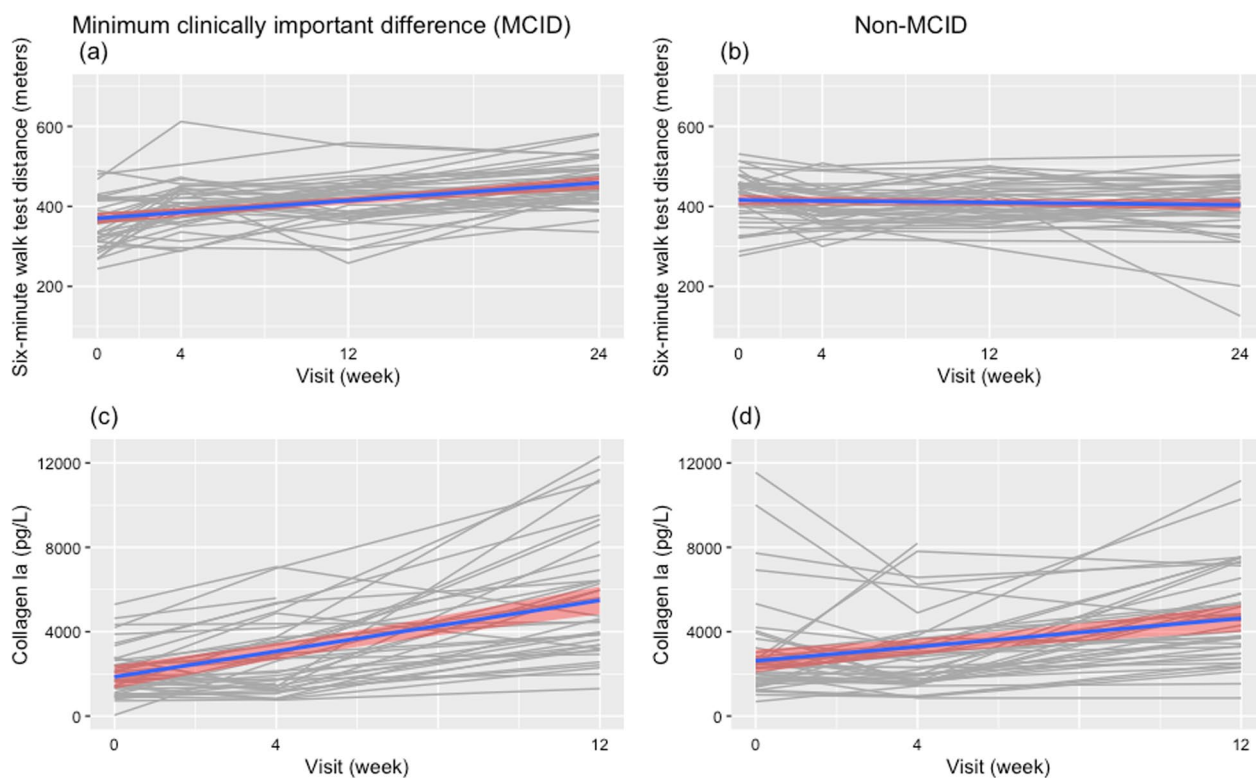 Minimum clinically important difference (MCID)
Non-MCID
(a)
(b)
Six-minute walk test distance (meters)
600
400
200
0
4
12
24
Visit (week)
Six-minute walk test distance (meters)
600
400
200
0
4
12
24
Visit (week)
(c)
(d)
Collagen Ia (pg/L)
12000
8000
4000
0
0
4
12
Visit (week)
Collagen Ia (pg/L)
12000
8000
4000
0
0
4
12
Visit (week)